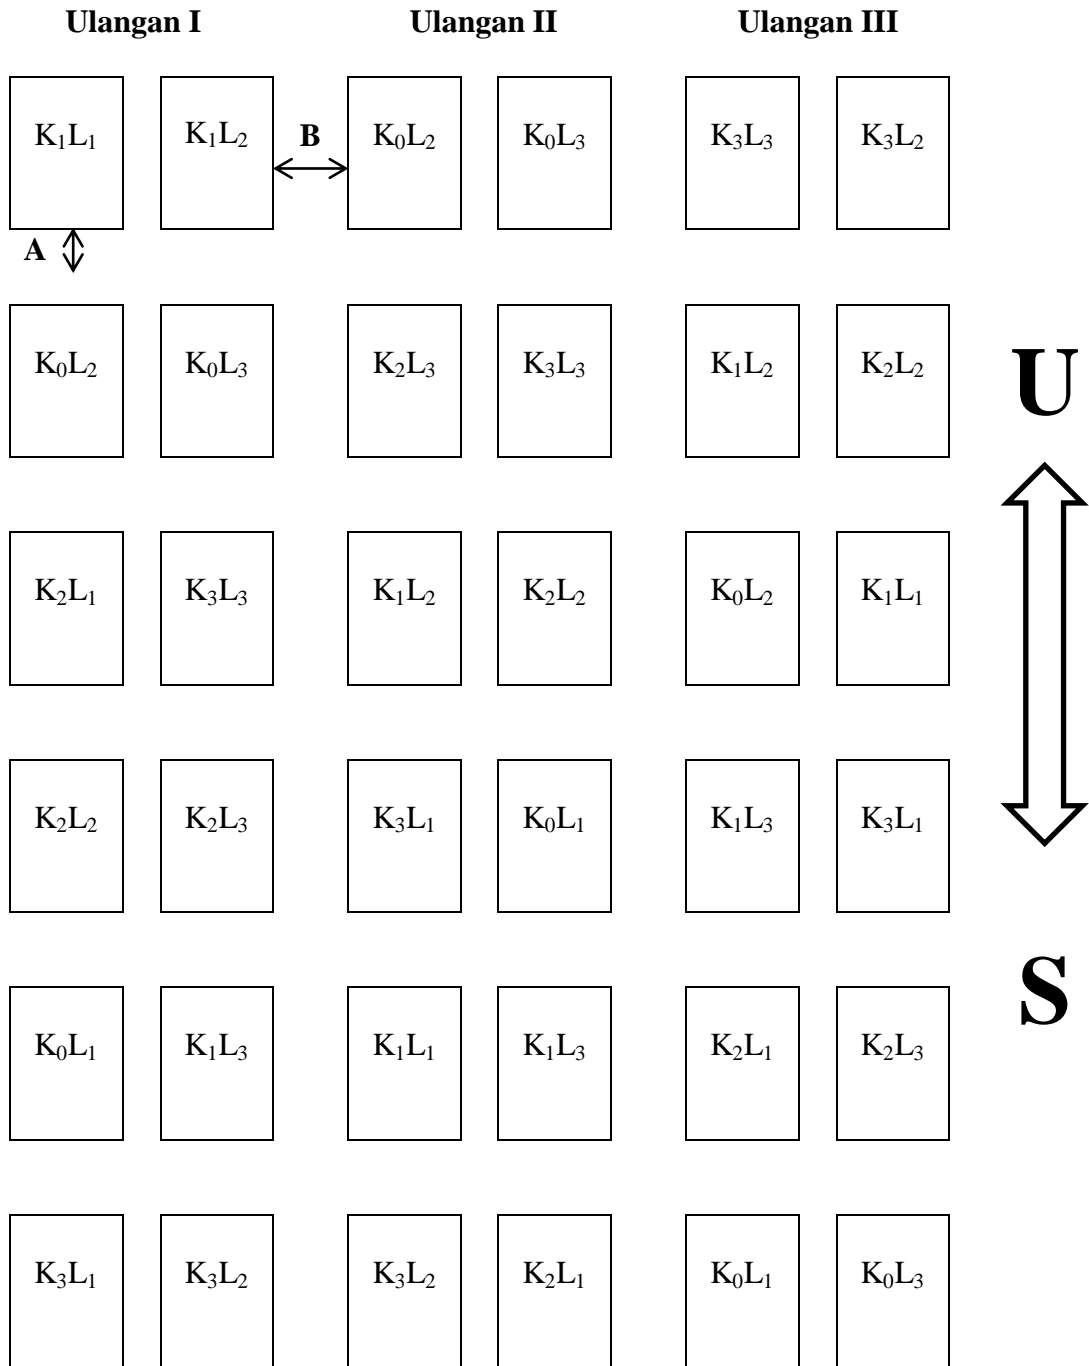 Ulangan I Ulangan II Ulangan III
K₁L₁ K₁L₂ B K₀L₂ K₀L₃ K₃L₃ K₃L₂
A
K₀L₂ K₀L₃ K₂L₃ K₃L₃ K₁L₂ K₂L₂
U
K₂L₁ K₃L₃ K₁L₂ K₂L₂ K₀L₂ K₁L₁
K₂L₂ K₂L₃ K₃L₁ K₀L₁ K₁L₃ K₃L₁
S
K₀L₁ K₁L₃ K₁L₁ K₁L₃ K₂L₁ K₂L₃
K₃L₁ K₃L₂ K₃L₂ K₂L₁ K₀L₁ K₀L₃